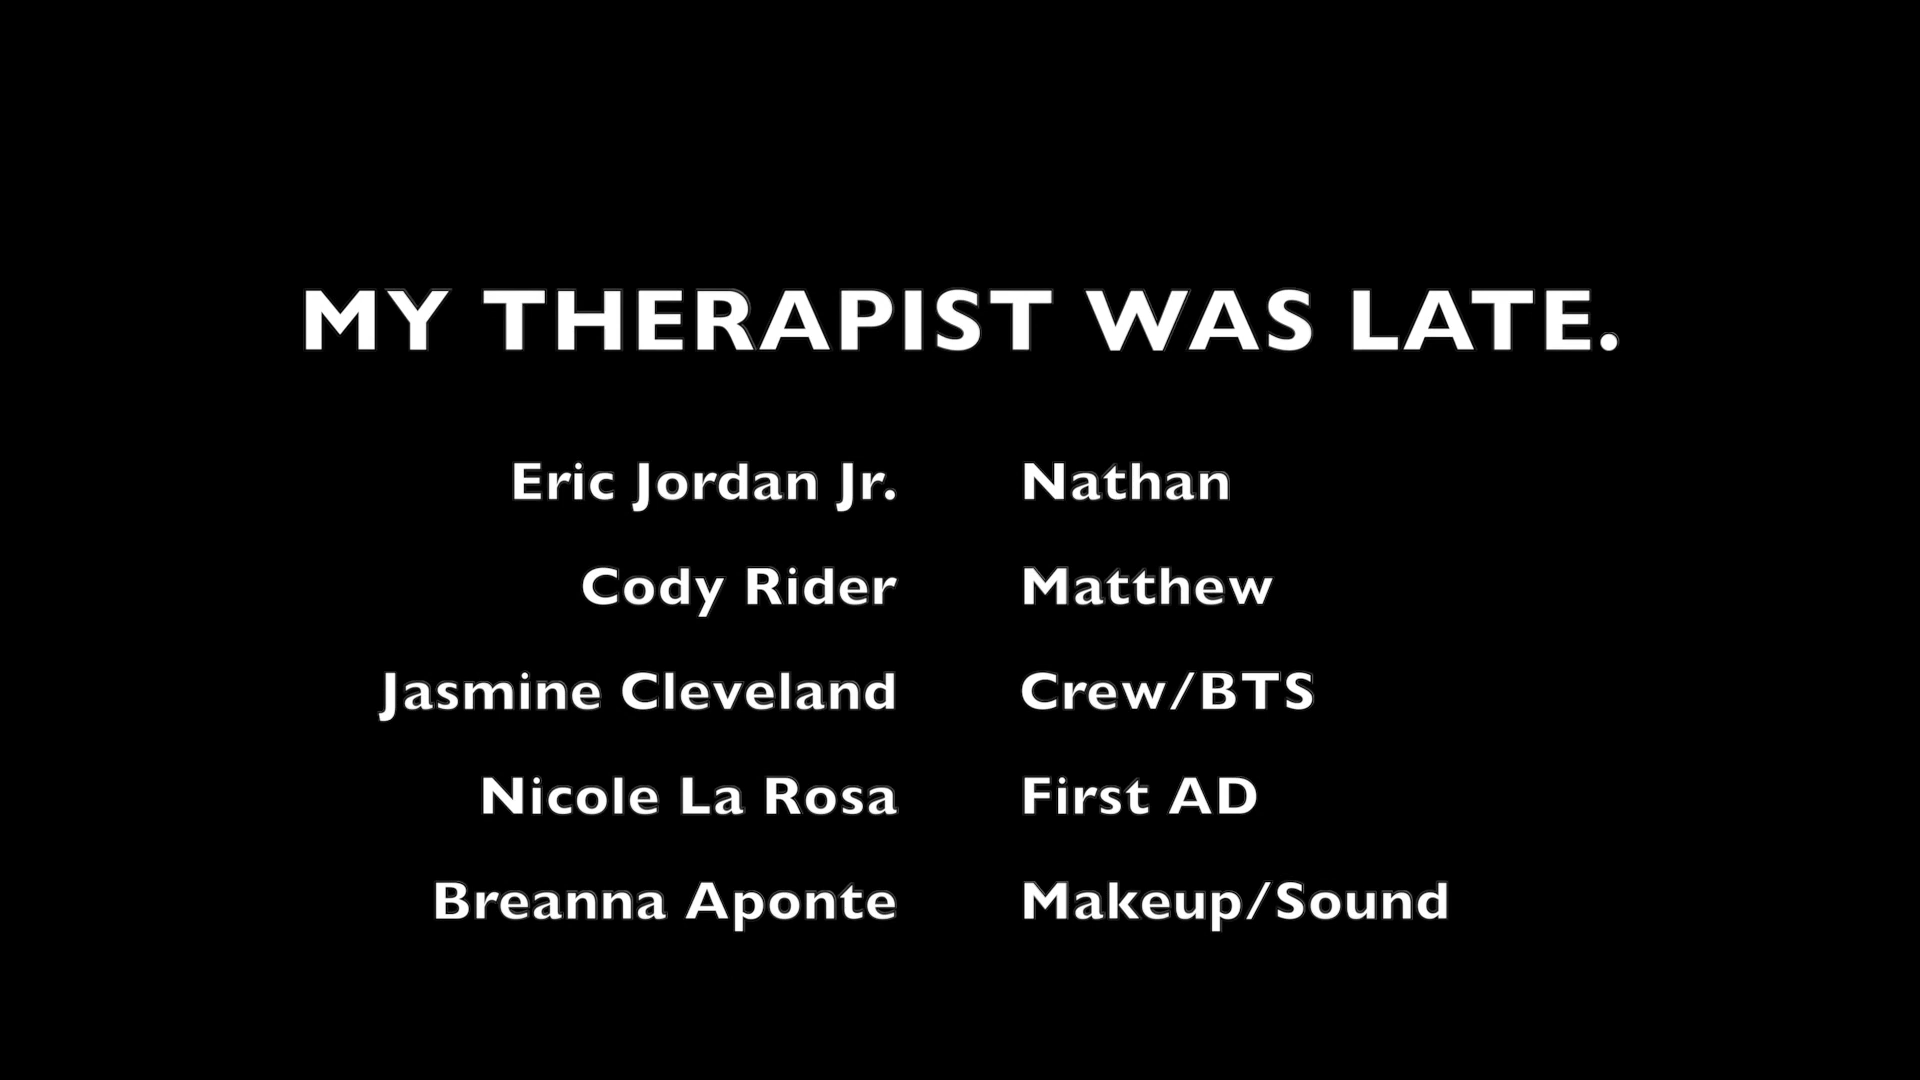 MY THERAPIST WAS LATE.
Eric Jordan Jr. Nathan
Cody Rider Matthew
Jasmine Cleveland Crew/BTS
Nicole La Rosa First AD
Breanna Aponte Makeup/Sound